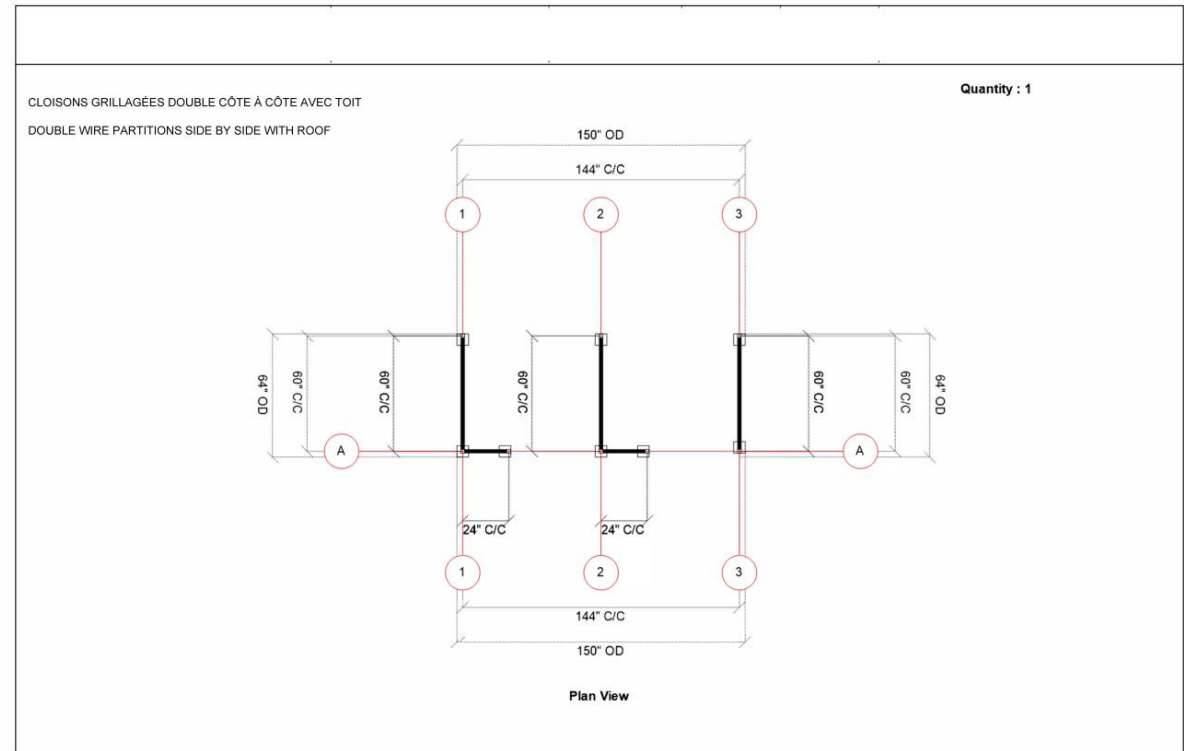 Quantity : 1
CLOISONS GRILLAGÉES DOUBLE CÔTE À CÔTE AVEC TOIT
DOUBLE WIRE PARTITIONS SIDE BY SIDE WITH ROOF
150" OD
144" C/C
1 2 3
64" OD 60" C/C 60" C/C 60" C/C 60" C/C 60" C/C 64" OD
A A
24" C/C 24" C/C
1 2 3
144" C/C
150" OD
Plan View